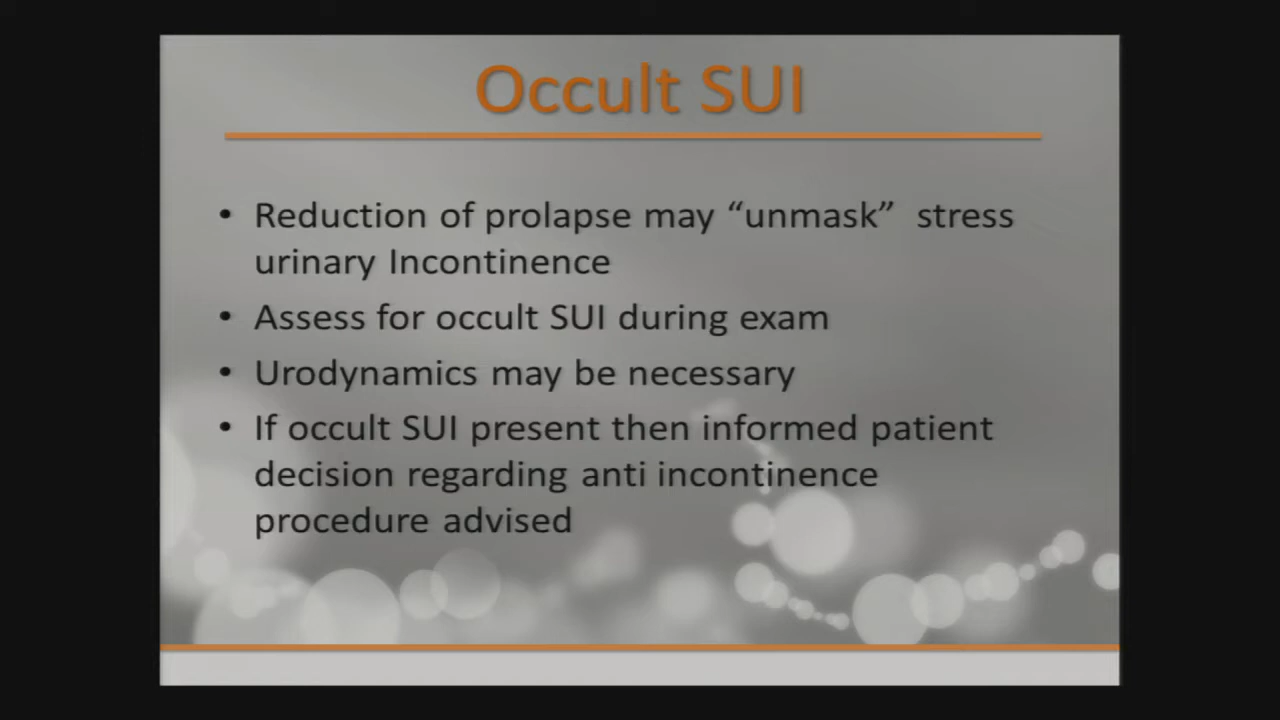 Occult SUI
• Reduction of prolapse may “unmask” stress
urinary Incontinence
• Assess for occult SUI during exam
• Urodynamics may be necessary
• If occult SUI present then informed patient
decision regarding anti incontinence
procedure advised